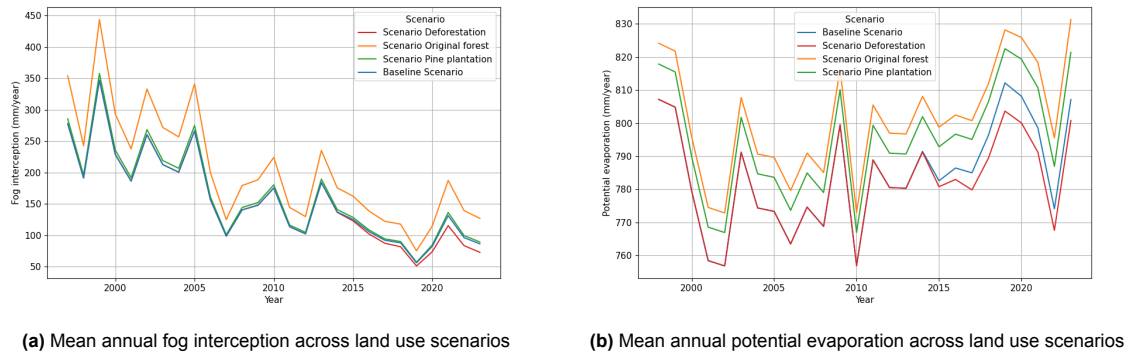 Scenario
Scenario Deforestation
Scenario Original forest
Scenario Pine plantation
Baseline Scenario
450
400
350
300
250
200
150
100
50
Fog interception (mm/year)
2000
2005
2010
2015
2020
Year
(a) Mean annual fog interception across land use scenarios
Scenario
Baseline Scenario
Scenario Deforestation
Scenario Original forest
Scenario Pine plantation
830
820
810
800
790
780
770
760
Potential evaporation (mm/year)
2000
2005
2010
2015
2020
Year
(b) Mean annual potential evaporation across land use scenarios